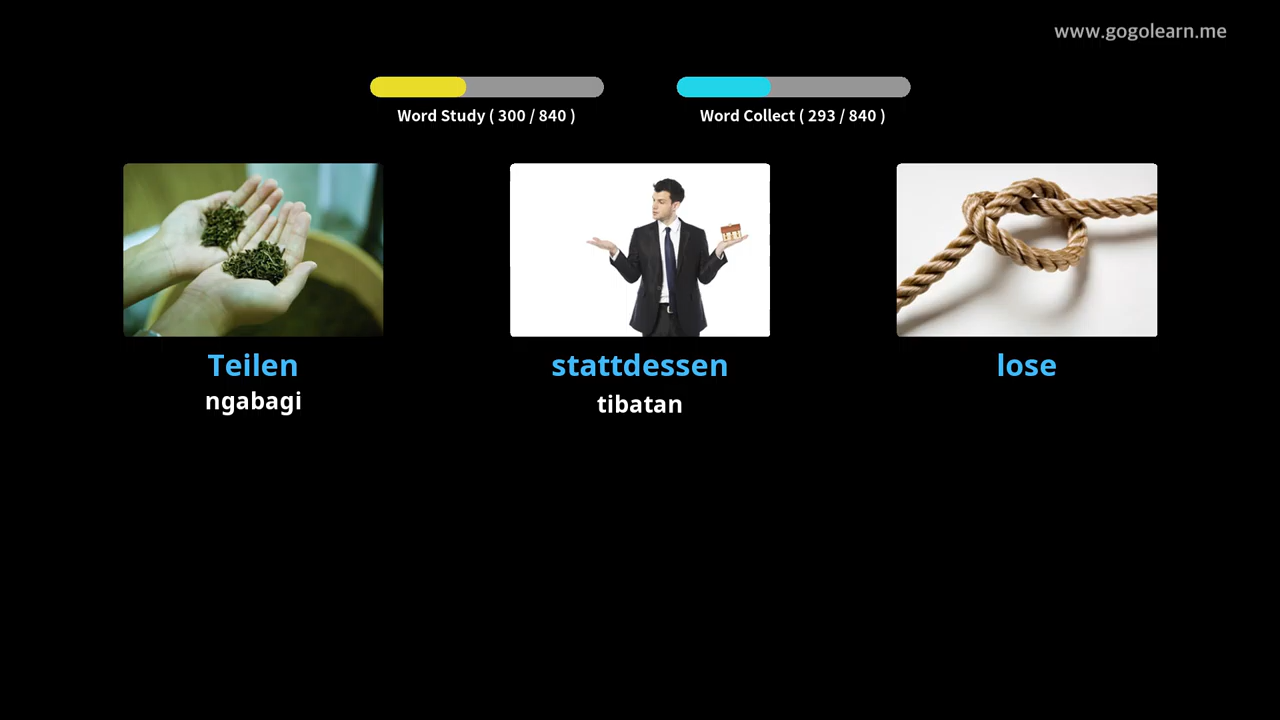 www.gogolearn.me
Word Study ( 300 / 840 )
Word Collect ( 293 / 840 )
Teilen
ngabagi
stattdessen
tibatan
lose